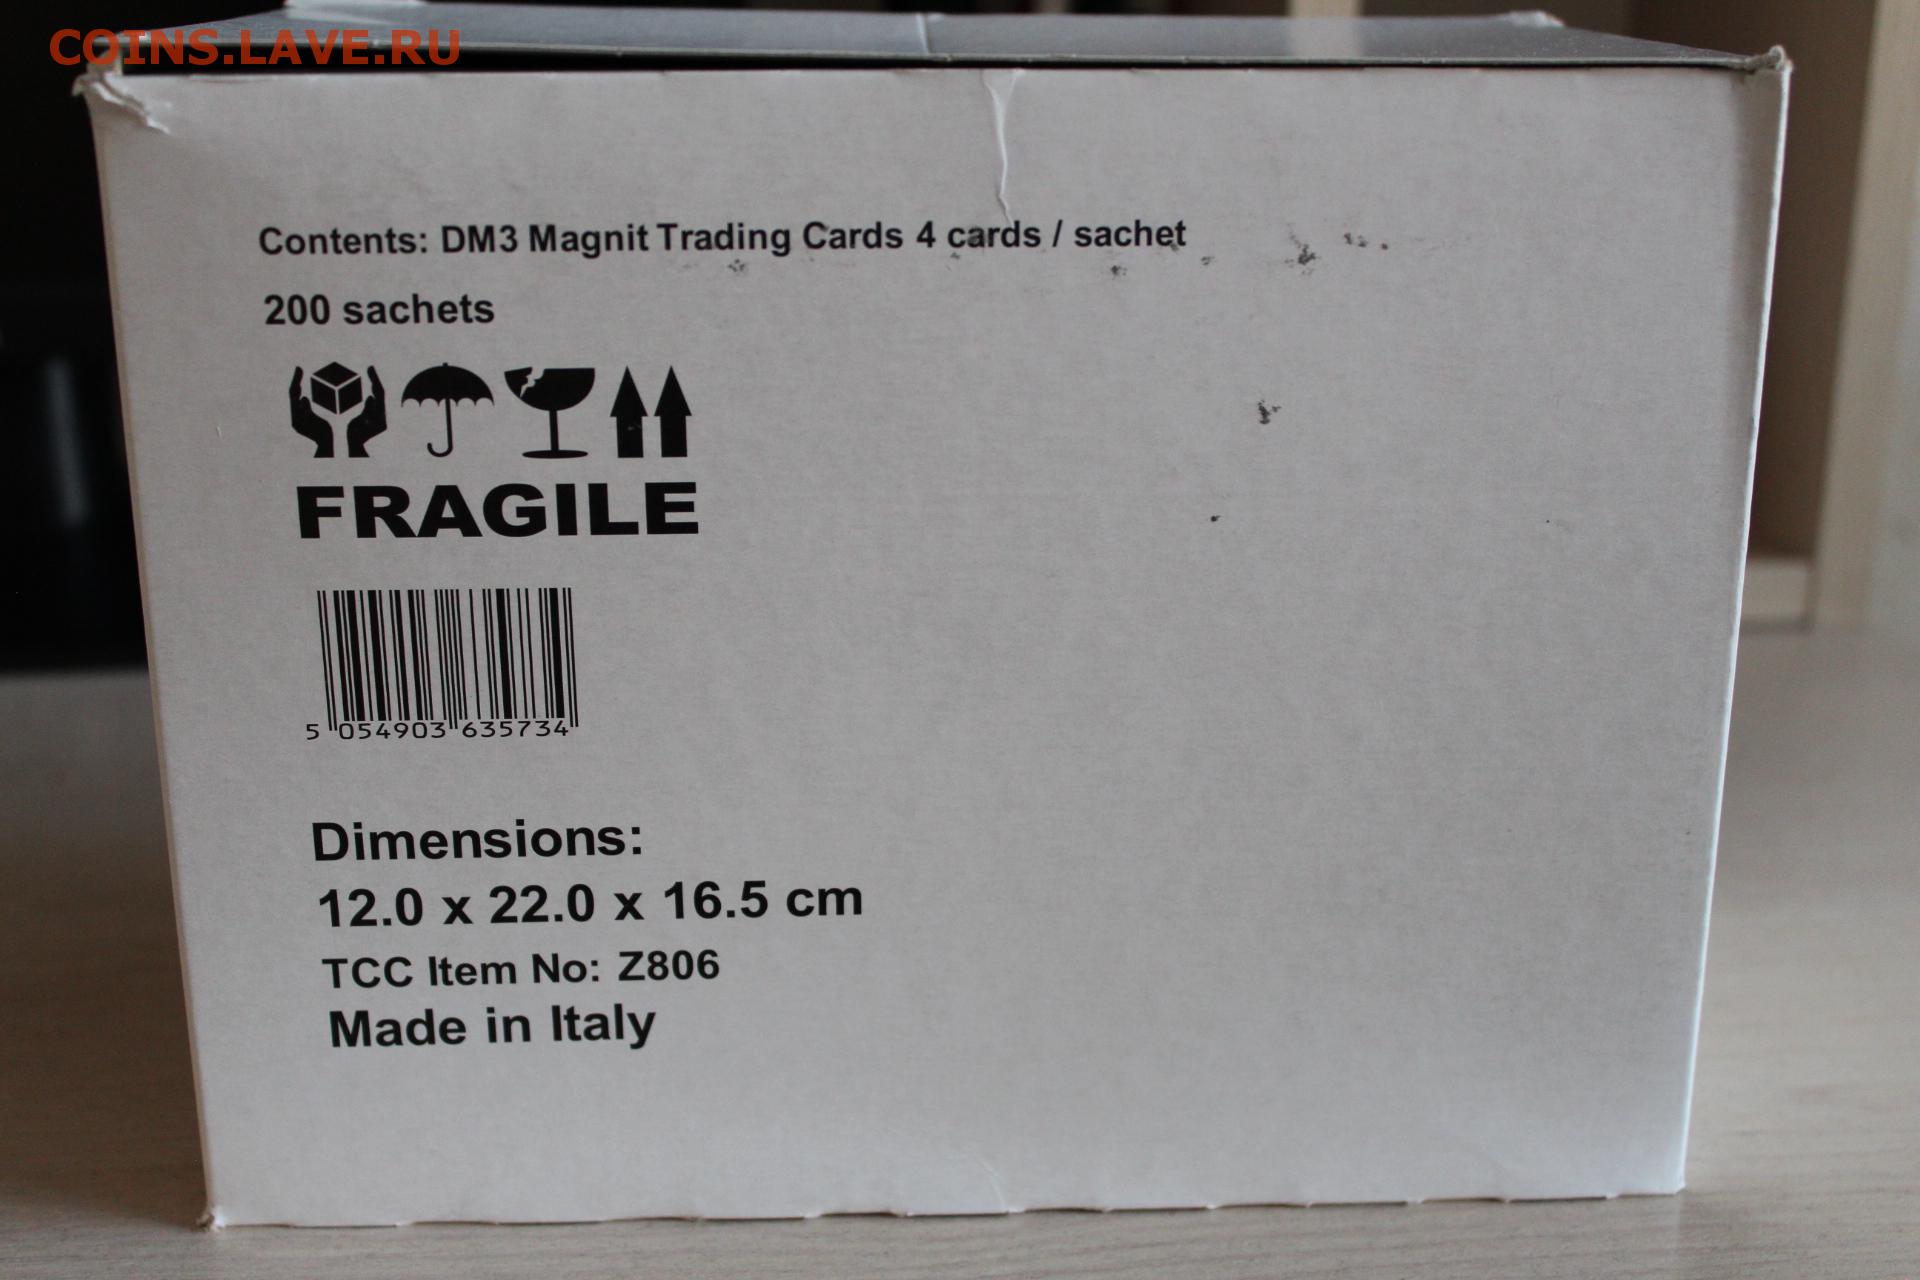 COINS.LAVE.RU
Contents: DM3 Magnit Trading Cards 4 cards / sachet
200 sachets
FRAGILE
5 054903 635734
Dimensions:
12.0 x 22.0 x 16.5 cm
TCC Item No: Z806
Made in Italy